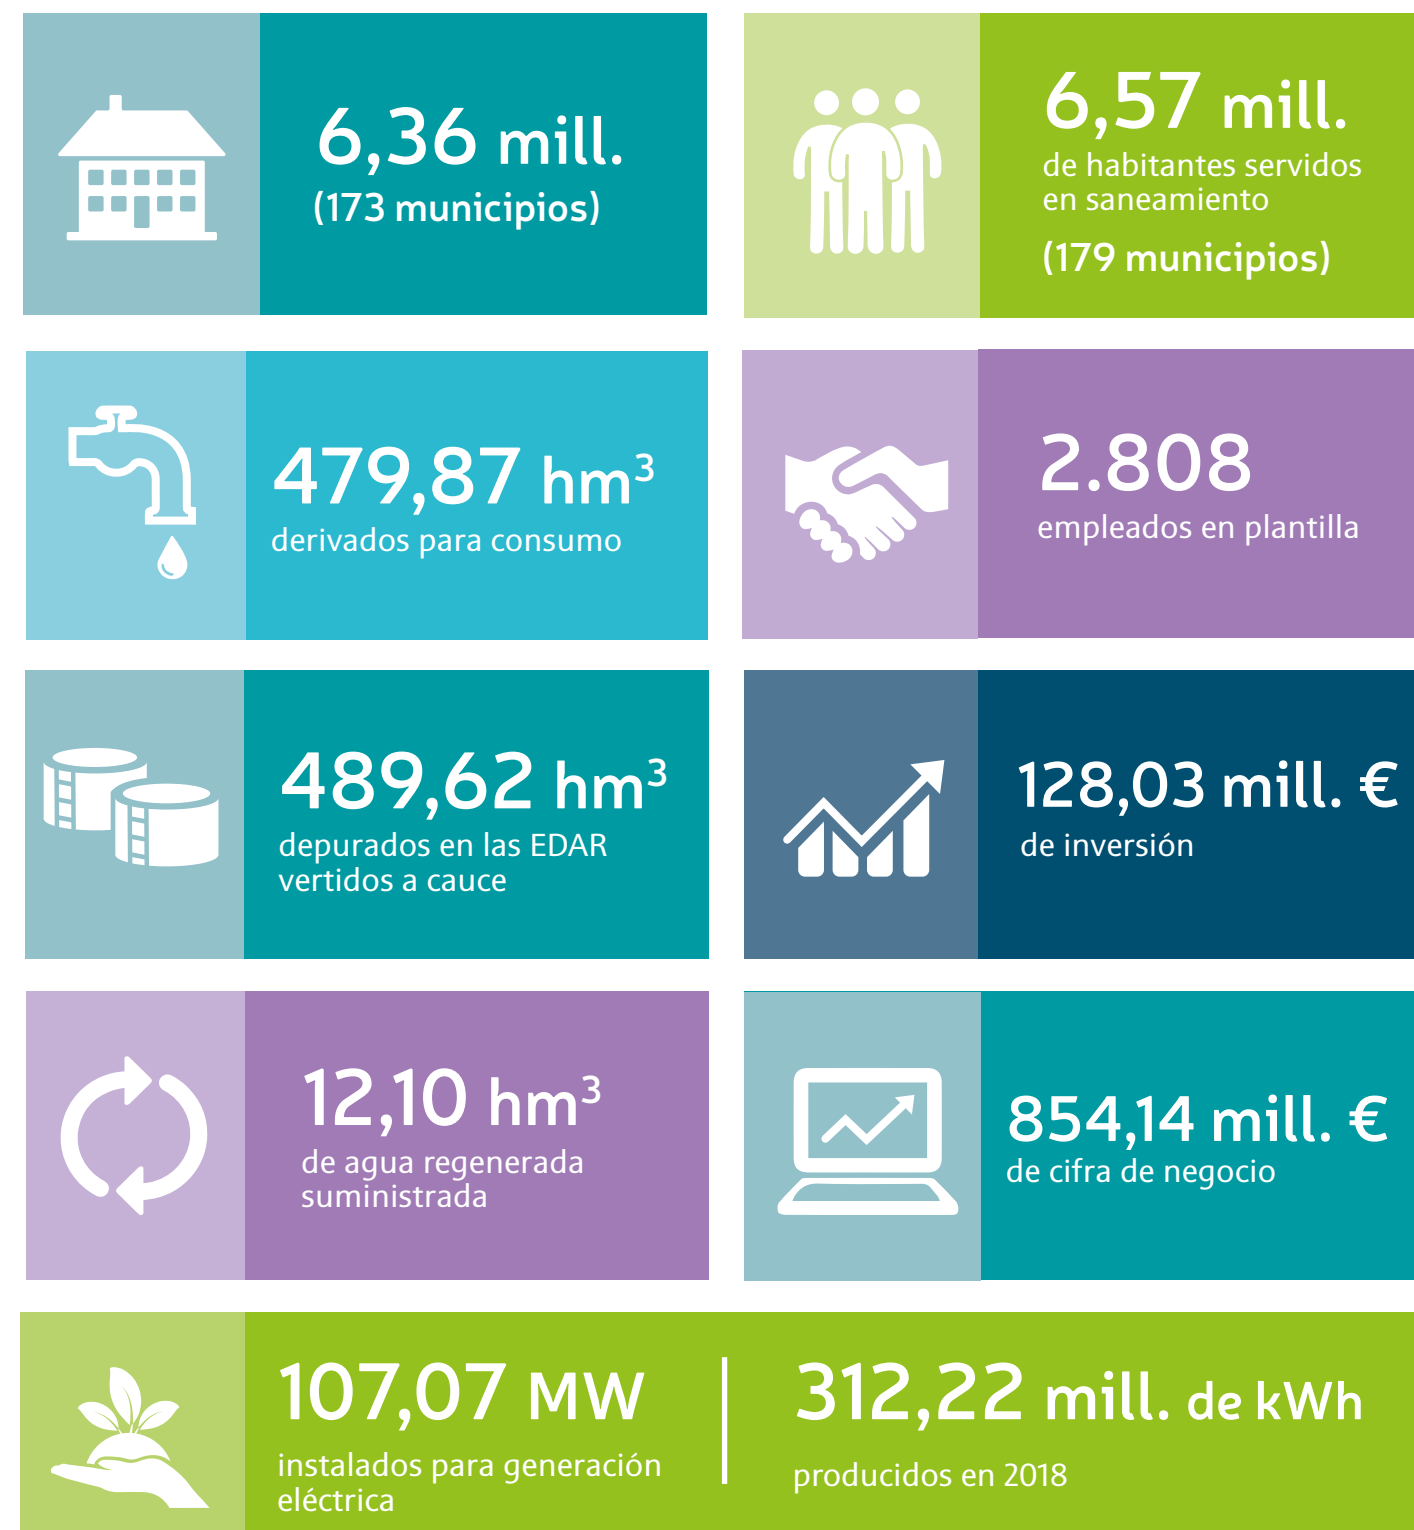 6,36 mill.
(173 municipios)
6,57 mill.
de habitantes servidos
en saneamiento
(179 municipios)
479,87 hm³
derivados para consumo
2.808
empleados en plantilla
489,62 hm³
depurados en las EDAR
vertidos a cauce
128,03 mill. €
de inversión
12,10 hm³
de agua regenerada
suministrada
854,14 mill. €
de cifra de negocio
107,07 MW
instalados para generación
eléctrica
312,22 mill. de kWh
producidos en 2018